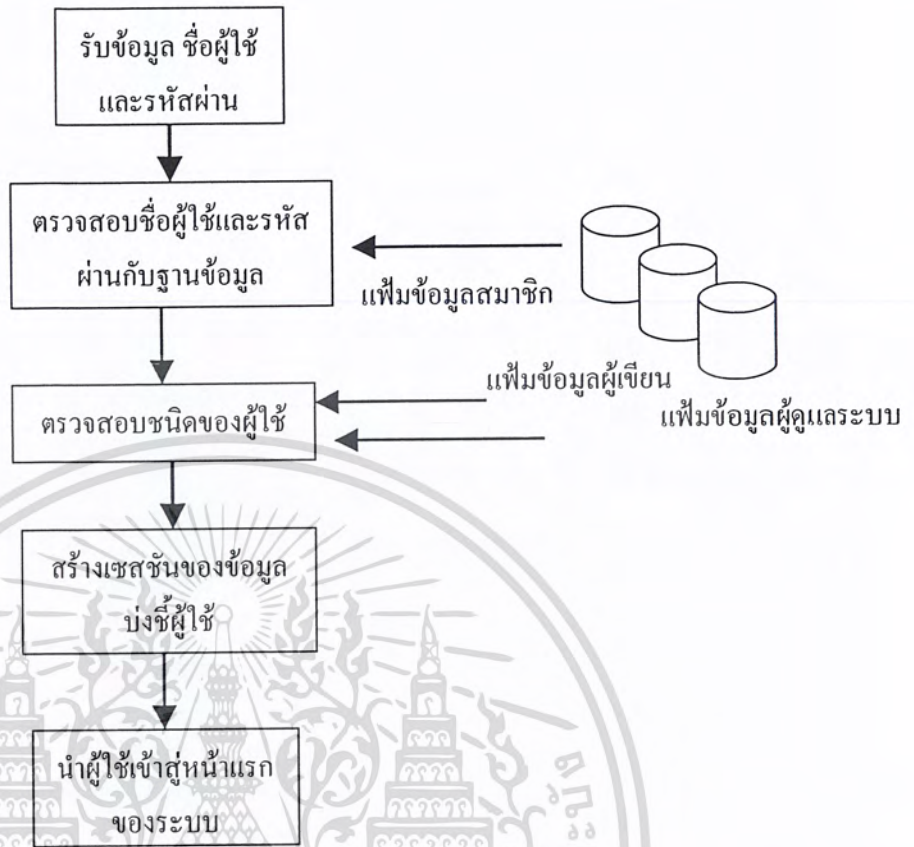 รับข้อมูล ชื่อผู้ใช้
และรหัสผ่าน
ตรวจสอบชื่อผู้ใช้และรหัส
ผ่านกับฐานข้อมูล
แฟ้มข้อมูลสมาชิก
แฟ้มข้อมูลผู้เขียน
แฟ้มข้อมูลผู้ดูแลระบบ
ตรวจสอบชนิดของผู้ใช้
สร้างเซสชันของข้อมูล
บ่งชี้ผู้ใช้
นำผู้ใช้เข้าสู่หน้าแรก
ของระบบ